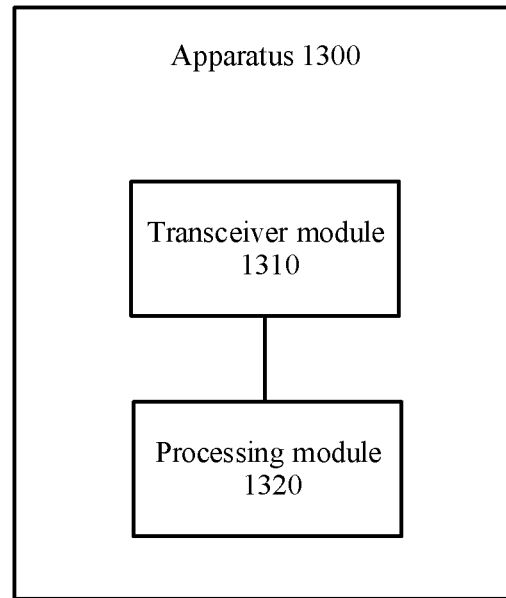 Apparatus 1300
Transceiver module
1310
Processing module
1320